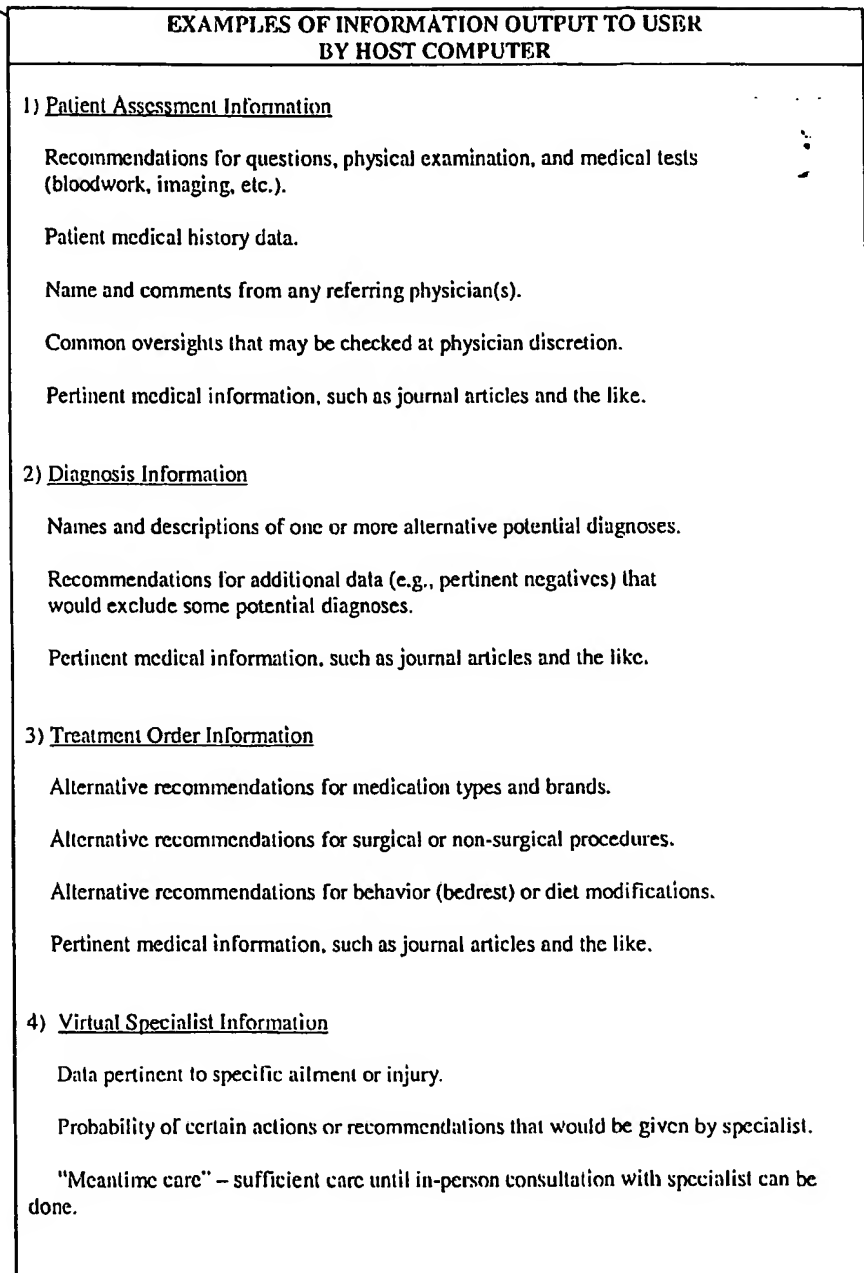 EXAMPLES OF INFORMATION OUTPUT TO USER
BY HOST COMPUTER
1) Patient Assessment Information
Recommendations for questions, physical examination, and medical tests
(bloodwork, imaging, etc.).
Patient medical history data.
Name and comments from any referring physician(s).
Common oversights that may be checked at physician discretion.
Pertinent medical information, such as journal articles and the like.
2) Diagnosis Information
Names and descriptions of one or more alternative potential diagnoses.
Recommendations for additional data (e.g., pertinent negatives) that
would exclude some potential diagnoses.
Pertinent medical information, such as journal articles and the like.
3) Treatment Order Information
Alternative recommendations for medication types and brands.
Alternative recommendations for surgical or non-surgical procedures.
Alternative recommendations for behavior (bedrest) or diet modifications.
Pertinent medical information, such as journal articles and the like.
4) Virtual Specialist Information
Data pertinent to specific ailment or injury.
Probability of certain actions or recommendations that would be given by specialist.
"Meantime care" – sufficient care until in-person consultation with specialist can be
done.